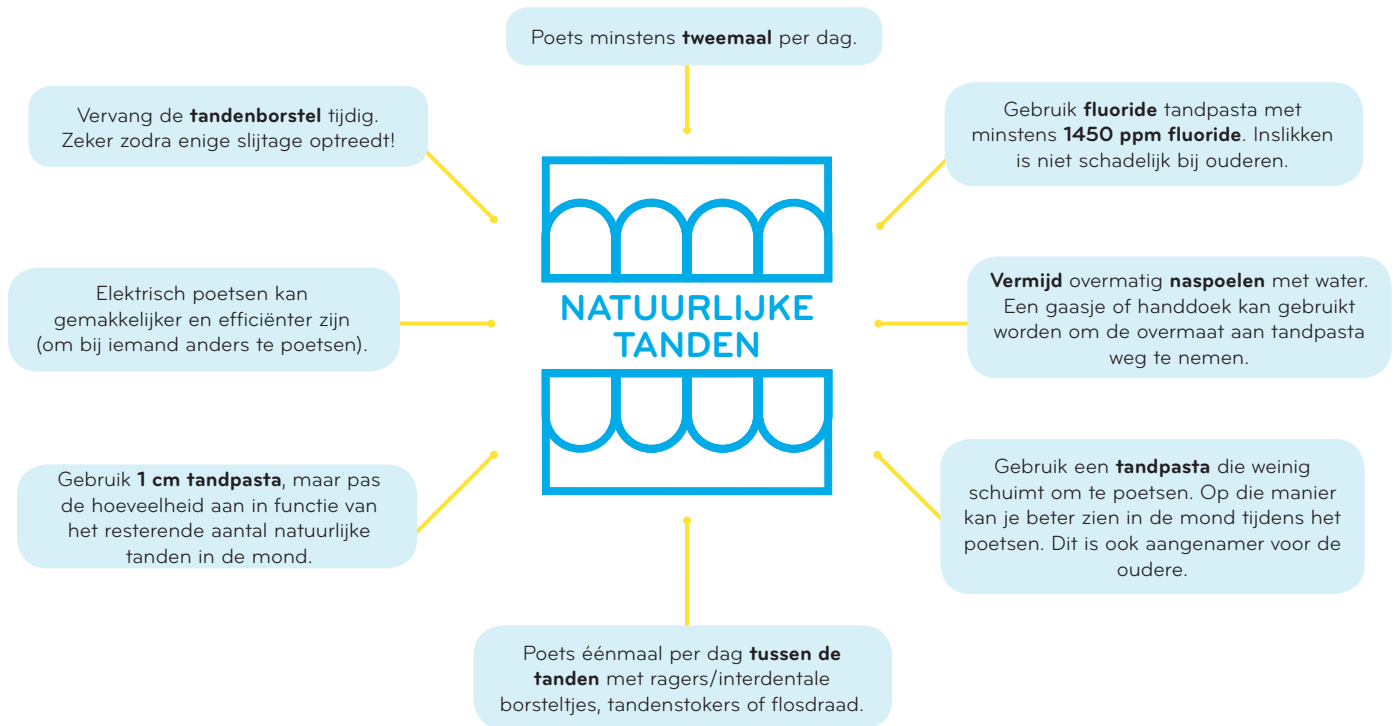 Poets minstens tweemaal per dag.
Vervang de tandenborstel tijdig.
Zeker zodra enige slijtage optreedt!
Gebruik fluoride tandpasta met
minstens 1450 ppm fluoride. Inslikken
is niet schadelijk bij ouderen.
Elektrisch poetsen kan
gemakkelijker en efficiënter zijn
(om bij iemand anders te poetsen).
NATUURLIJKE
TANDEN
Vermijd overmatig naspoelen met water.
Een gaasje of handdoek kan gebruikt
worden om de overmaat aan tandpasta
weg te nemen.
Gebruik 1 cm tandpasta, maar pas
de hoeveelheid aan in functie van
het resterende aantal natuurlijke
tanden in de mond.
Gebruik een tandpasta die weinig
schuimt om te poetsen. Op die manier
kan je beter zien in de mond tijdens het
poetsen. Dit is ook aangenamer voor de
oudere.
Poets éénmaal per dag tussen de
tanden met ragers/interdentale
borsteltjes, tandenstokers of flosdraad.